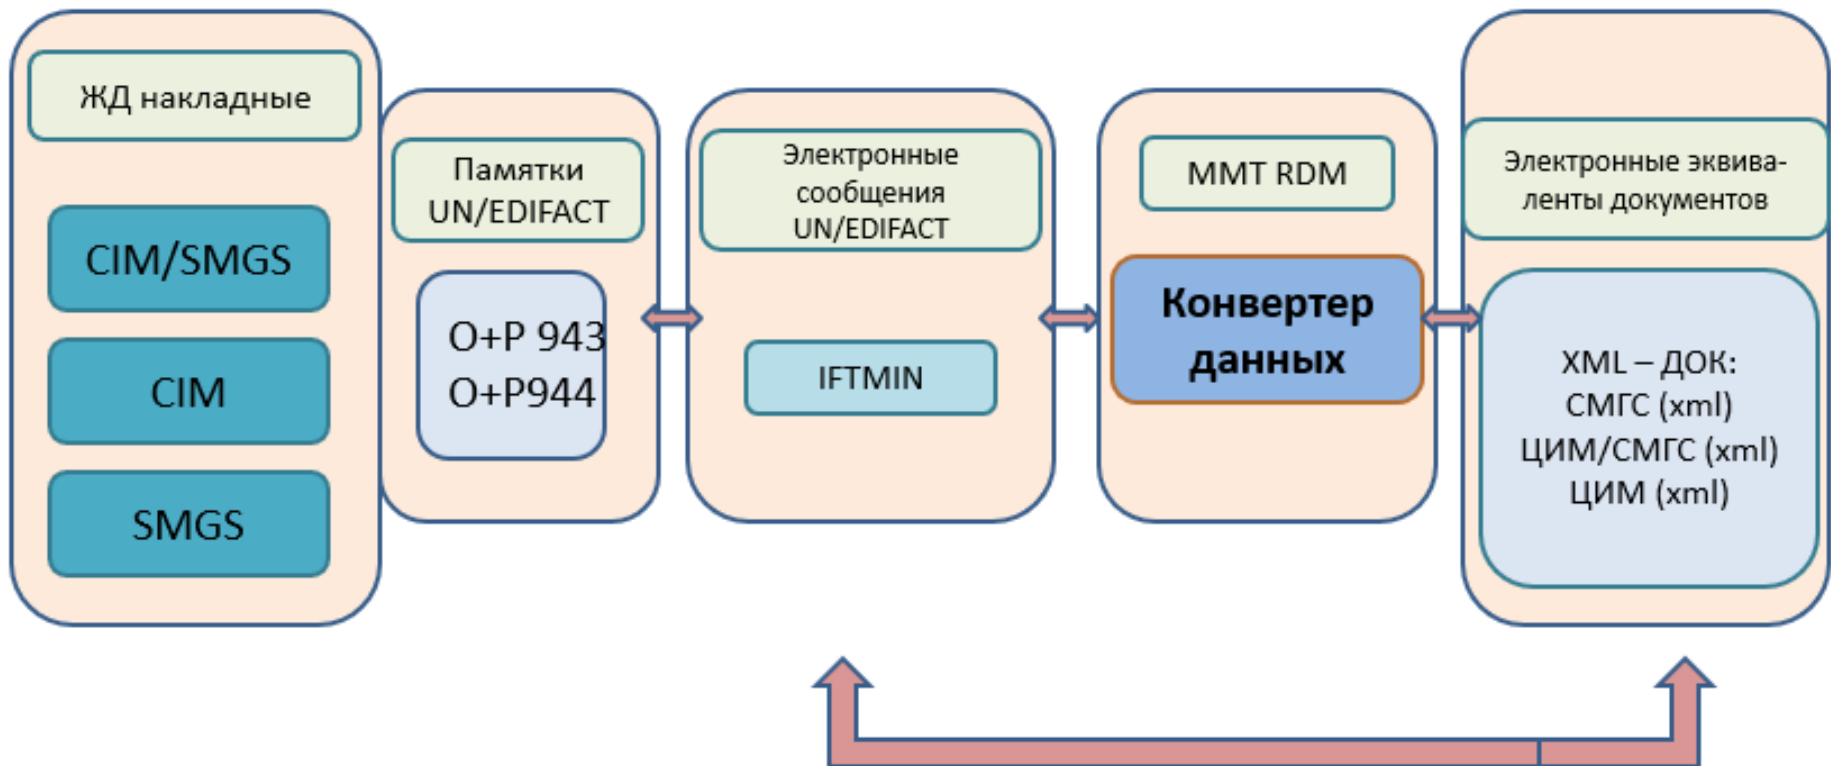 ЖД накладные
CIM/SMGS
CIM
SMGS
Памятки
UN/EDIFACT
O+P 943
O+P944
Электронные
сообщения
UN/EDIFACT
IFTMIN
MMT RDM
Конвертер
данных
Электронные эквива-
ленты документов
XML – ДОК:
СМГС (xml)
ЦИМ/СМГС (xml)
ЦИМ (xml)